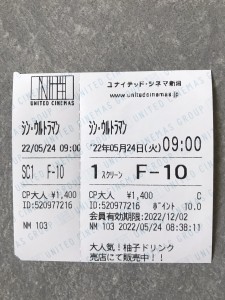 UNITED CINEMAS
シン・ウルトラマン
22/05/24 09:00
SC1 F-10
CP大人 ¥1,400
ID:520977216
NM 103
ユナイテッド・シネマ新潟
www.unitedcinemas.jp
シン・ウルトラマン
'22年05月24日(火)09:00
1スクリーン F-10
CP大人 ¥1,400 C
ID:520977216 ポイント 10.0
会員有効期限:2022/12/02
NM 103 2022/05/24 08:38:11
大人気!柚子ドリンク
売店にて販売中!!